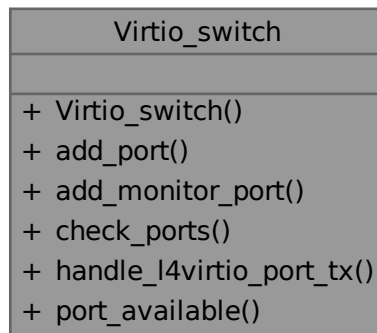 Virtio_switch
+ Virtio_switch()
+ add_port()
+ add_monitor_port()
+ check_ports()
+ handle_l4virtio_port_tx()
+ port_available()